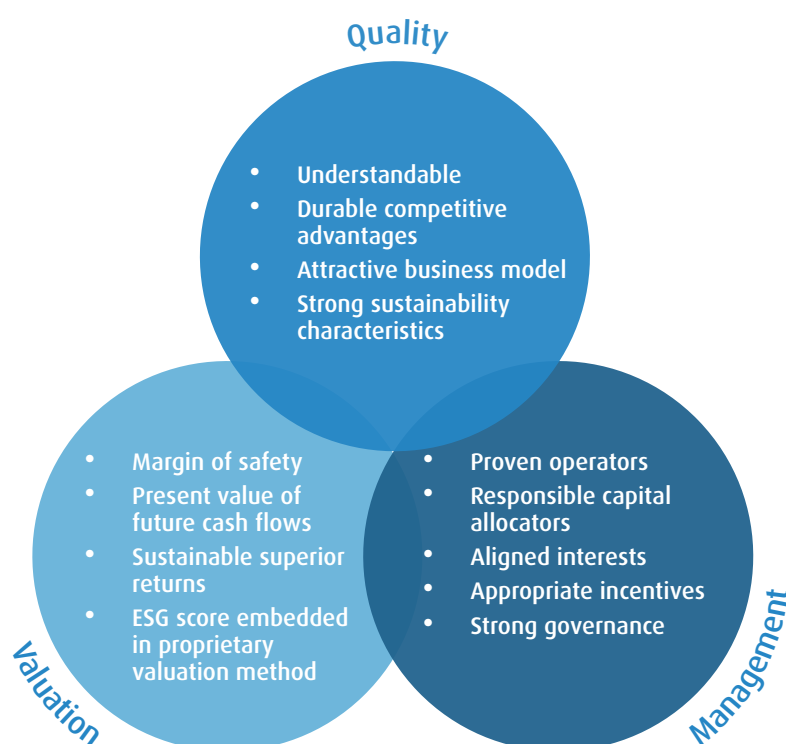 Quality
• Understandable
• Durable competitive
advantages
• Attractive business model
• Strong sustainability
characteristics
• Margin of safety
• Present value of
future cash flows
• Sustainable superior
returns
• ESG score embedded
in proprietary
valuation method
Valuation
• Proven operators
• Responsible capital
allocators
• Aligned interests
• Appropriate incentives
• Strong governance
Management